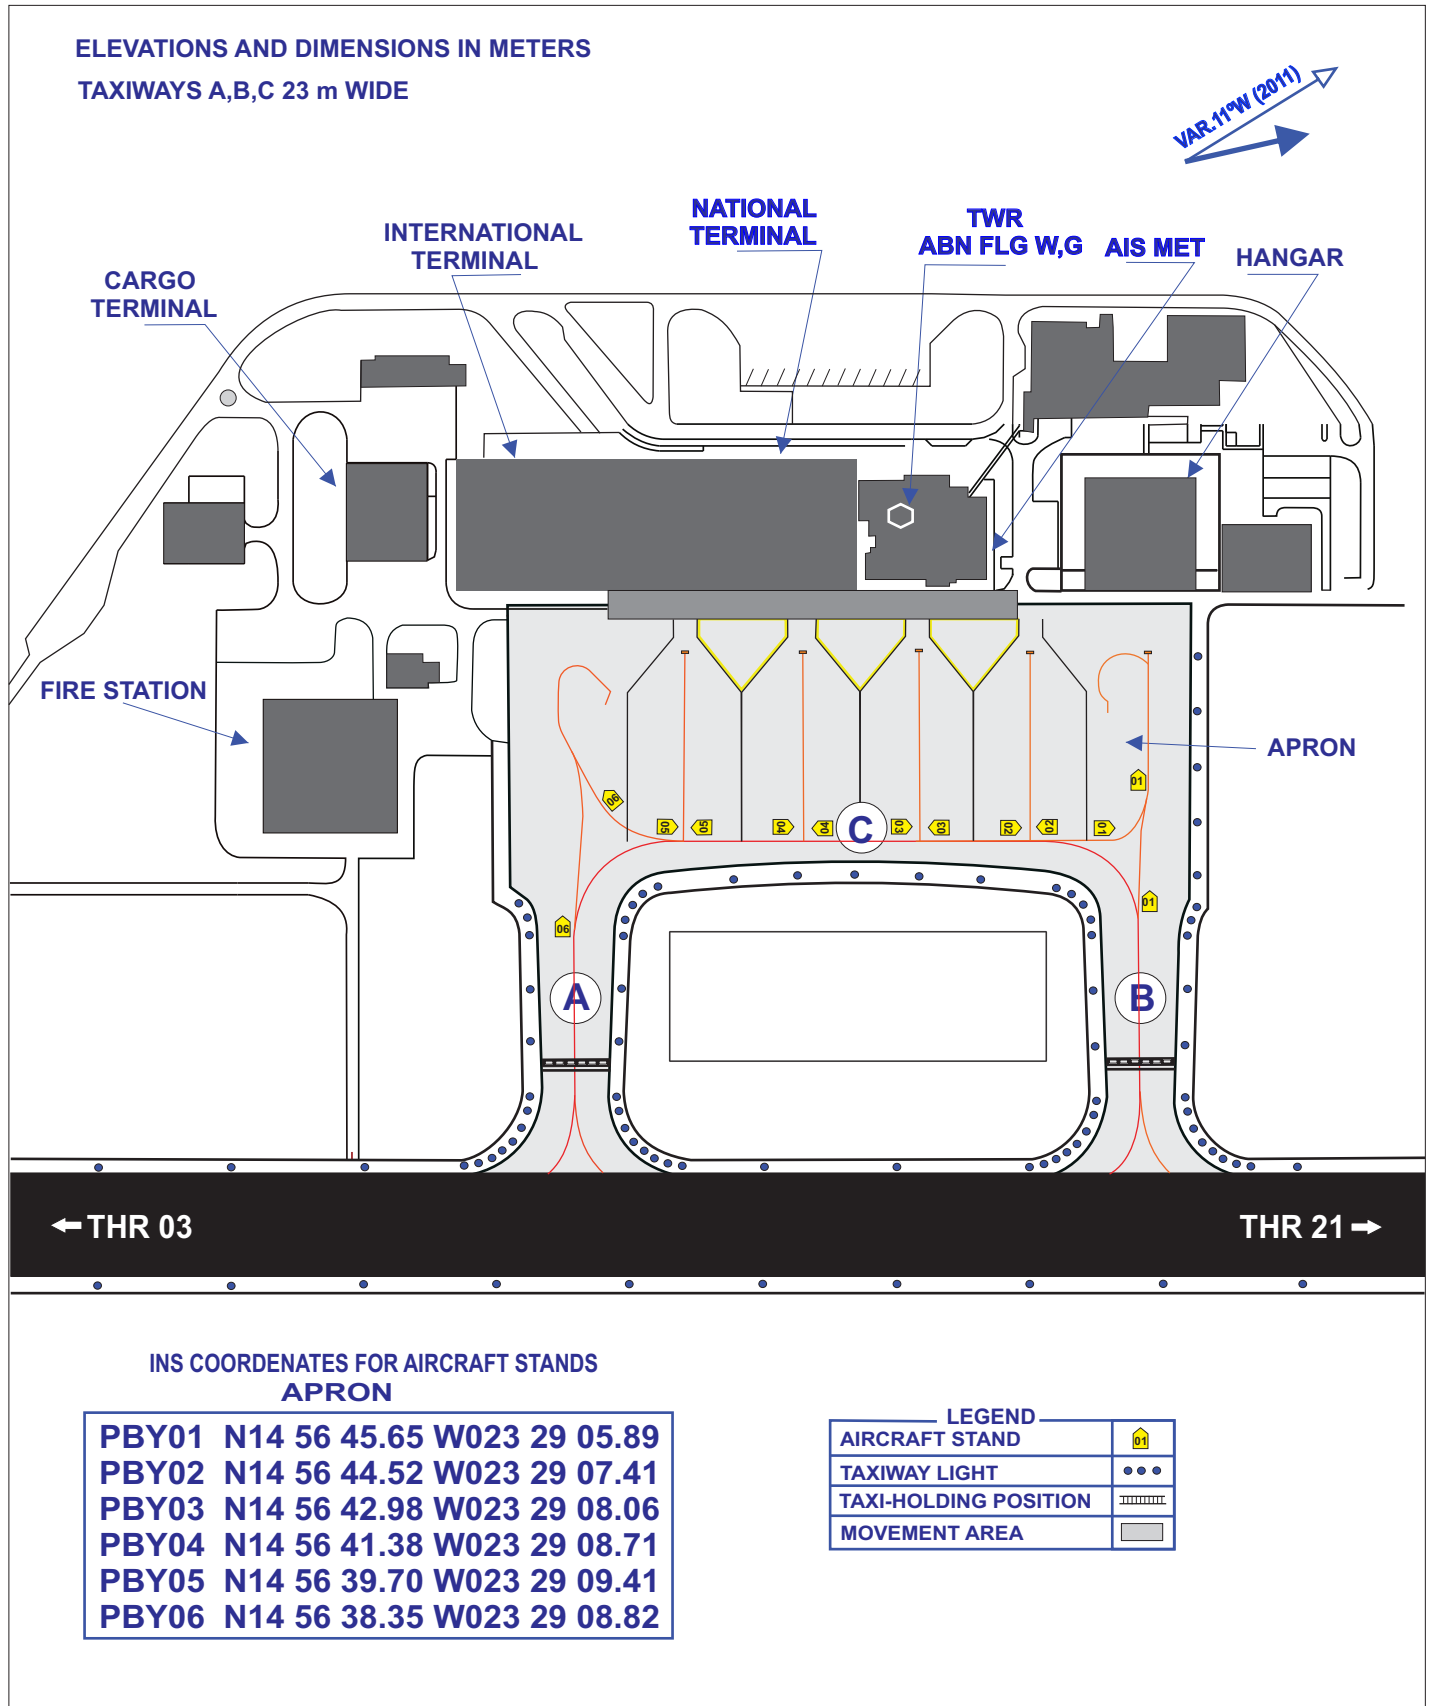 ELEVATIONS AND DIMENSIONS IN METERS
TAXIWAYS A,B,C 23 m WIDE
VAR.11ºW (2011)
NATIONAL
TERMINAL
TWR
ABN FLG W,G
AIS MET
HANGAR
INTERNATIONAL
TERMINAL
CARGO
TERMINAL
FIRE STATION
APRON
01
06
05
05
04
04
C
03
03
02
02
01
06
01
A
B
THR 03
THR 21
INS COORDENATES FOR AIRCRAFT STANDS
APRON
PBY01 N14 56 45.65 W023 29 05.89
PBY02 N14 56 44.52 W023 29 07.41
PBY03 N14 56 42.98 W023 29 08.06
PBY04 N14 56 41.38 W023 29 08.71
PBY05 N14 56 39.70 W023 29 09.41
PBY06 N14 56 38.35 W023 29 08.82
LEGEND
AIRCRAFT STAND 01
TAXIWAY LIGHT
TAXI-HOLDING POSITION
MOVEMENT AREA